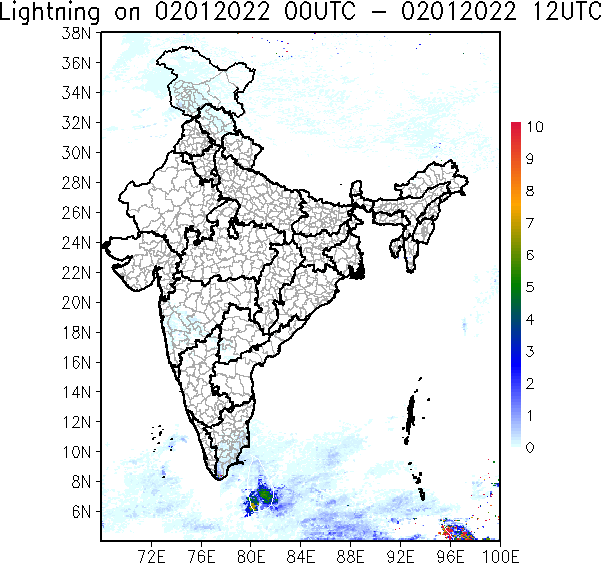 Lightning on 02012022 00UTC – 02012022 12UTC
38N
36N
34N
32N
30N
28N
26N
24N
22N
20N
18N
16N
14N
12N
10N
8N
6N
72E 76E 80E 84E 88E 92E 96E 100E
10
9
8
7
6
5
4
3
2
1
0